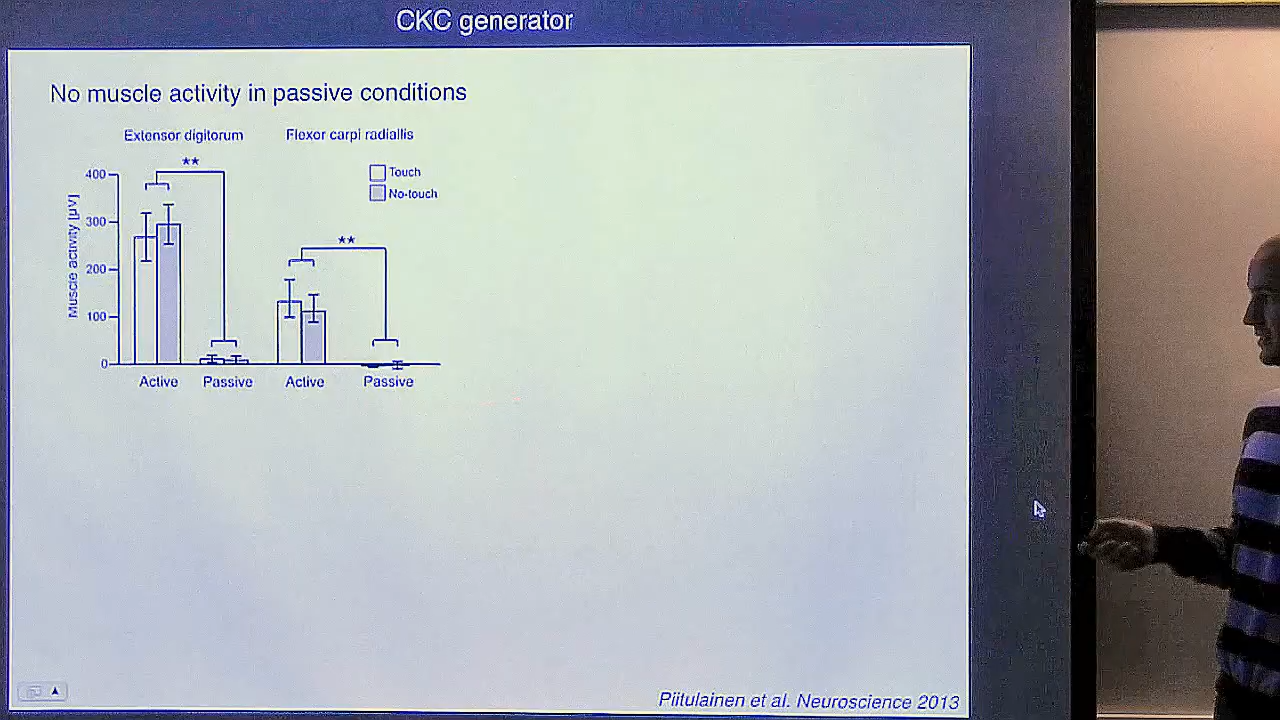 CKC generator
No muscle activity in passive conditions
Extensor digitorum
Flexor carpi radiallis
**
Touch
No-touch
**
Muscle activity [µV]
400
300
200
100
0
Active
Passive
Active
Passive
Piitulainen et al. Neuroscience 2013